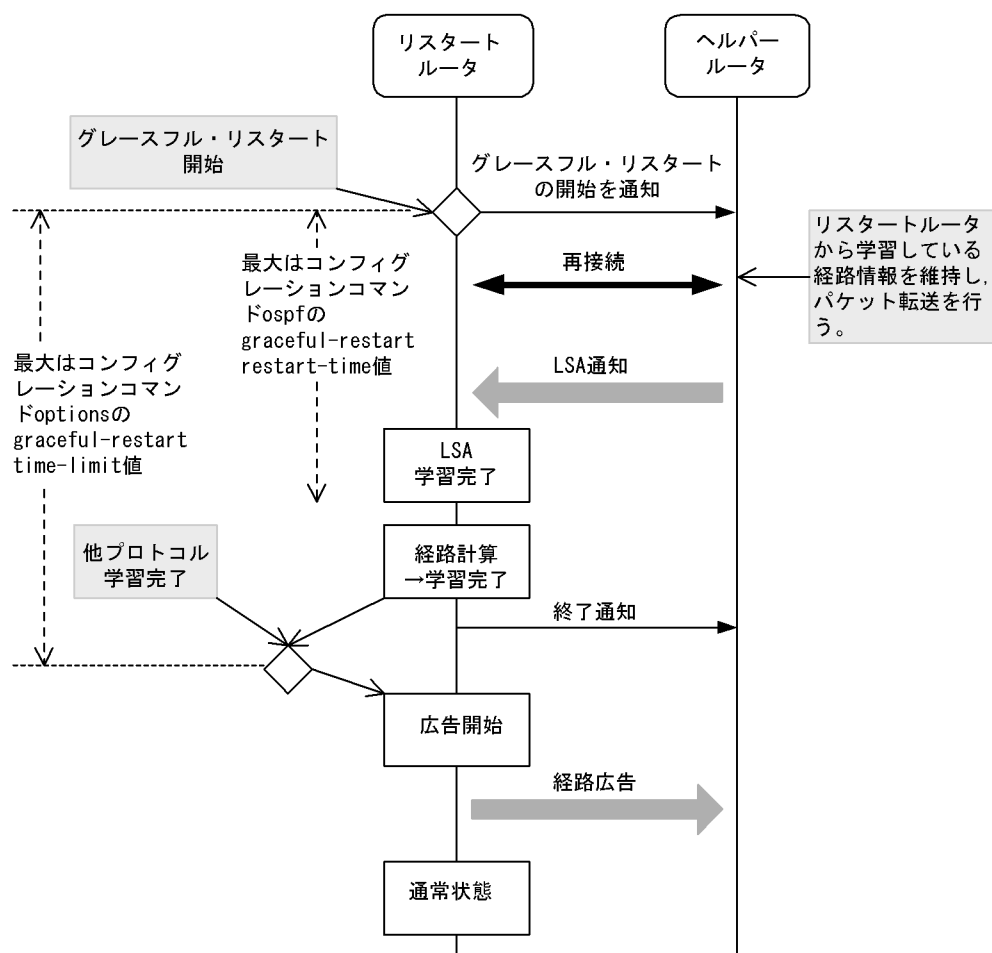 リスタート
ルータ
ヘルパー
ルータ
グレースフル・リスタート
開始
グレースフル・リスタート
の開始を通知
リスタートルータ
から学習している
経路情報を維持し,
パケット転送を行
う。
再接続
最大はコンフィグ
レーションコマン
ドospfの
graceful-restart
restart-time値
最大はコンフィグ
レーションコマン
ドoptionsの
graceful-restart
time-limit値
LSA通知
LSA
学習完了
他プロトコル
学習完了
経路計算
→学習完了
終了通知
広告開始
経路広告
通常状態